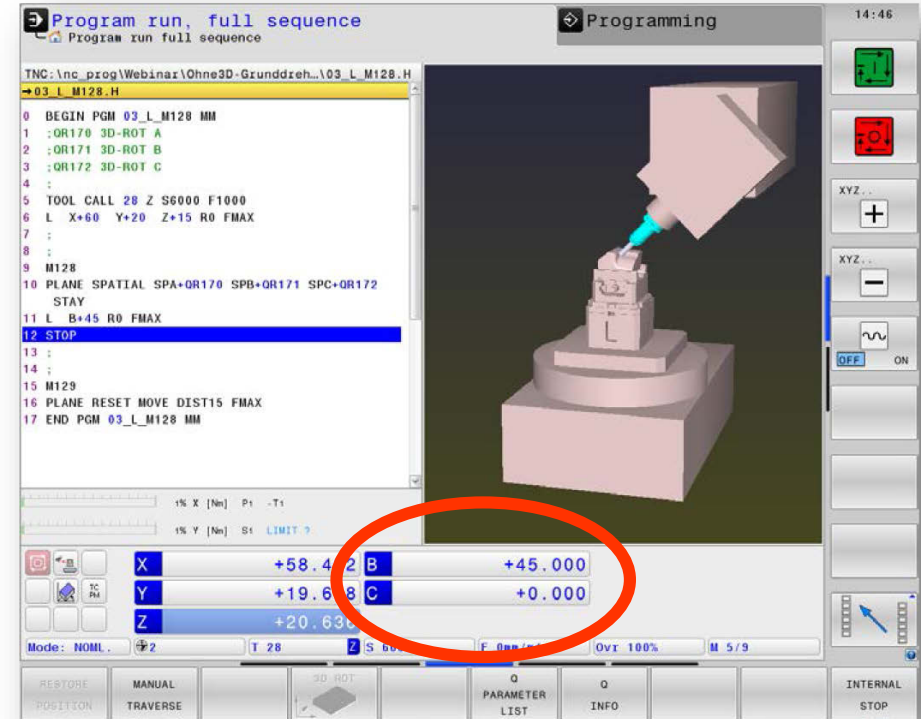 Program run, full sequence
Program run full sequence
Programming
14:46
TNC:\nc_prog\Webinar\Ohne3D-Grunddreh…\03_L_M128.H
→03_L_M128.H
0 BEGIN PGM 03_L_M128 MM
1 ;QR170 3D-ROT A
2 ;QR171 3D-ROT B
3 ;QR172 3D-ROT C
4 ;
5 TOOL CALL 28 Z S6000 F1000
6 L X+60 Y+20 Z+15 R0 FMAX
7 ;
8 ;
9 M128
10 PLANE SPATIAL SPA+QR170 SPB+QR171 SPC+QR172
STAY
11 L B+45 R0 FMAX
12 STOP
13 ;
14 ;
15 M129
16 PLANE RESET MOVE DIST15 FMAX
17 END PGM 03_L_M128 MM
XYZ..
+
XYZ..
−
OFF ON
1% X [Nm] P1 -T1
1% Y [Nm] S1 LIMIT ?
X B +45.000
Y C +0.000
Z
TC
PM
Mode: NOML. 2 T 28 Z S Ovr 100% M 5/9
RESTORE
POSITION
MANUAL
TRAVERSE
3D ROT
Q
PARAMETER
LIST
Q
INFO
INTERNAL
STOP